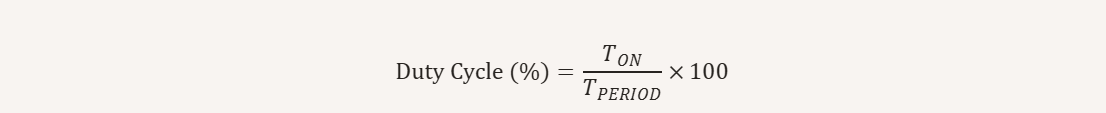 Duty Cycle (%) = T_ON / T_PERIOD × 100